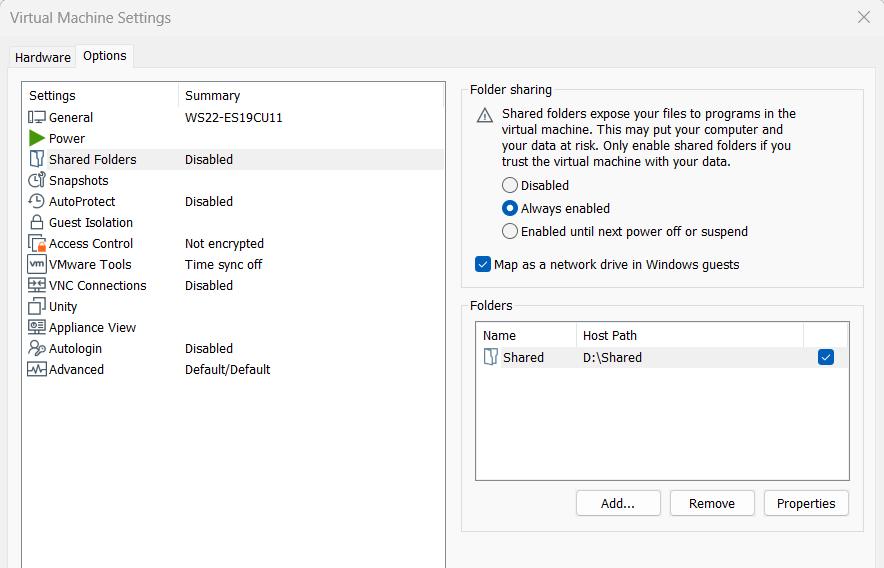 Virtual Machine Settings
Hardware Options
Settings Summary
General WS22-ES19CU11
Power
Shared Folders Disabled
Snapshots
AutoProtect Disabled
Guest Isolation
Access Control Not encrypted
vm VMware Tools Time sync off
VNC Connections Disabled
Unity
Appliance View
Autologin Disabled
Advanced Default/Default
Folder sharing
Shared folders expose your files to programs in the
virtual machine. This may put your computer and
your data at risk. Only enable shared folders if you
trust the virtual machine with your data.
Disabled
Always enabled
Enabled until next power off or suspend
Map as a network drive in Windows guests
Folders
Name Host Path
Shared D:\Shared
Add... Remove Properties